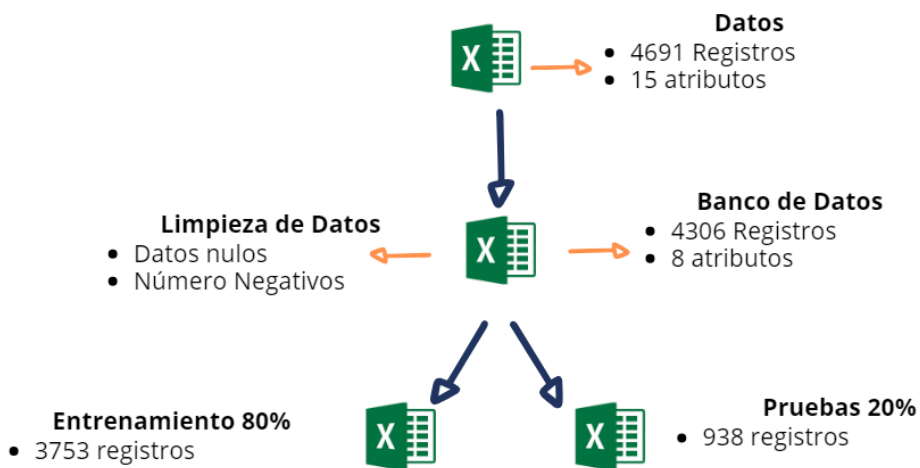 Datos
• 4691 Registros
• 15 atributos
Limpieza de Datos
• Datos nulos
• Número Negativos
Banco de Datos
• 4306 Registros
• 8 atributos
Entrenamiento 80%
• 3753 registros
Pruebas 20%
• 938 registros
X
X
X
X